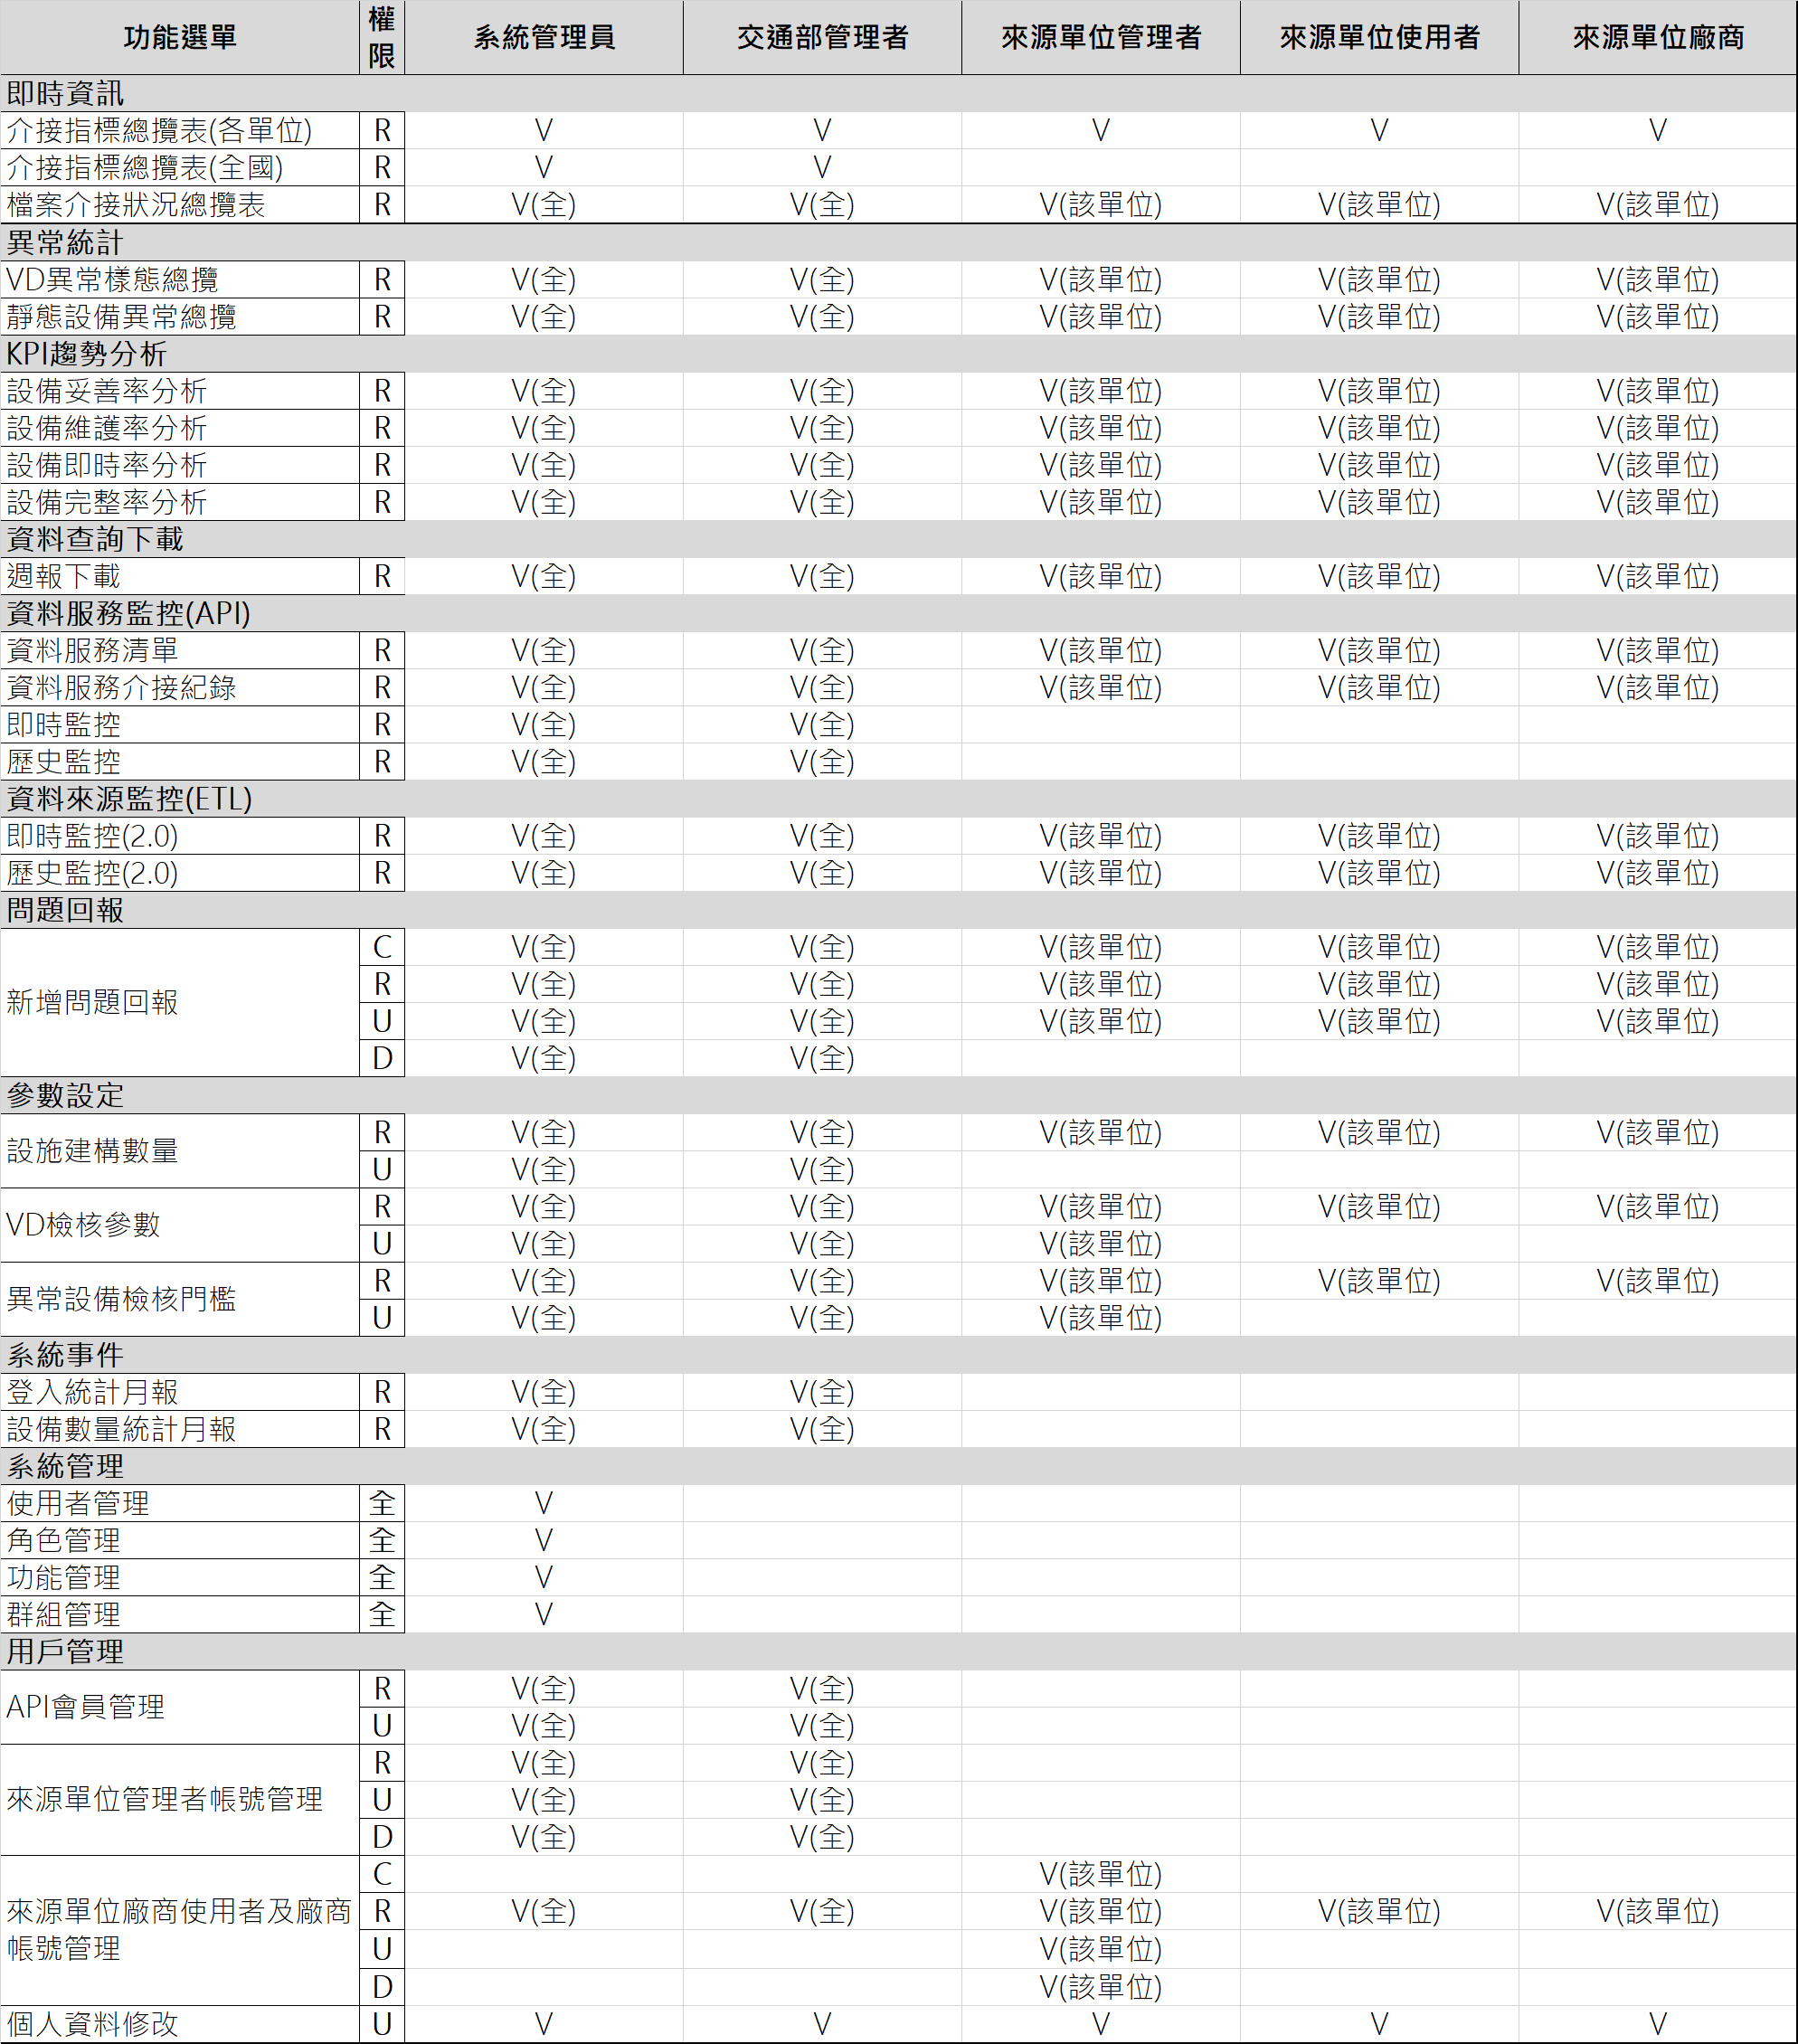 功能選單 權限 系統管理員 交通部管理者 來源單位管理者 來源單位使用者 來源單位廠商
即時資訊
介接指標總攬表(各單位) R V V V V V
介接指標總攬表(全國) R V V
檔案介接狀況總攬表 R V(全) V(全) V(該單位) V(該單位) V(該單位)
異常統計
VD異常樣態總攬 R V(全) V(全) V(該單位) V(該單位) V(該單位)
靜態設備異常總攬 R V(全) V(全) V(該單位) V(該單位) V(該單位)
KPI趨勢分析
設備妥善率分析 R V(全) V(全) V(該單位) V(該單位) V(該單位)
設備維護率分析 R V(全) V(全) V(該單位) V(該單位) V(該單位)
設備即時率分析 R V(全) V(全) V(該單位) V(該單位) V(該單位)
設備完整率分析 R V(全) V(全) V(該單位) V(該單位) V(該單位)
資料查詢下載
週報下載 R V(全) V(全) V(該單位) V(該單位) V(該單位)
資料服務監控(API)
資料服務清單 R V(全) V(全) V(該單位) V(該單位) V(該單位)
資料服務介接紀錄 R V(全) V(全) V(該單位) V(該單位) V(該單位)
即時監控 R V(全) V(全)
歷史監控 R V(全) V(全)
資料來源監控(ETL)
即時監控(2.0) R V(全) V(全) V(該單位) V(該單位) V(該單位)
歷史監控(2.0) R V(全) V(全) V(該單位) V(該單位) V(該單位)
問題回報
新增問題回報
C V(全) V(全) V(該單位) V(該單位) V(該單位)
R V(全) V(全) V(該單位) V(該單位) V(該單位)
U V(全) V(全) V(該單位) V(該單位) V(該單位)
D V(全) V(全)
參數設定
設施建構數量
R V(全) V(全) V(該單位) V(該單位) V(該單位)
U V(全) V(全)
VD檢核參數
R V(全) V(全) V(該單位) V(該單位) V(該單位)
U V(全) V(全) V(該單位)
異常設備檢核門檻
R V(全) V(全) V(該單位) V(該單位) V(該單位)
U V(全) V(全) V(該單位)
系統事件
登入統計月報 R V(全) V(全)
設備數量統計月報 R V(全) V(全)
系統管理
使用者管理 全 V
角色管理 全 V
功能管理 全 V
群組管理 全 V
用戶管理
API會員管理
R V(全) V(全)
U V(全) V(全)
來源單位管理者帳號管理
R V(全) V(全)
U V(全) V(全)
D V(全) V(全)
來源單位廠商使用者及廠商
帳號管理
C V(該單位)
R V(全) V(全) V(該單位) V(該單位) V(該單位)
U V(該單位)
D V(該單位)
個人資料修改 U V V V V V